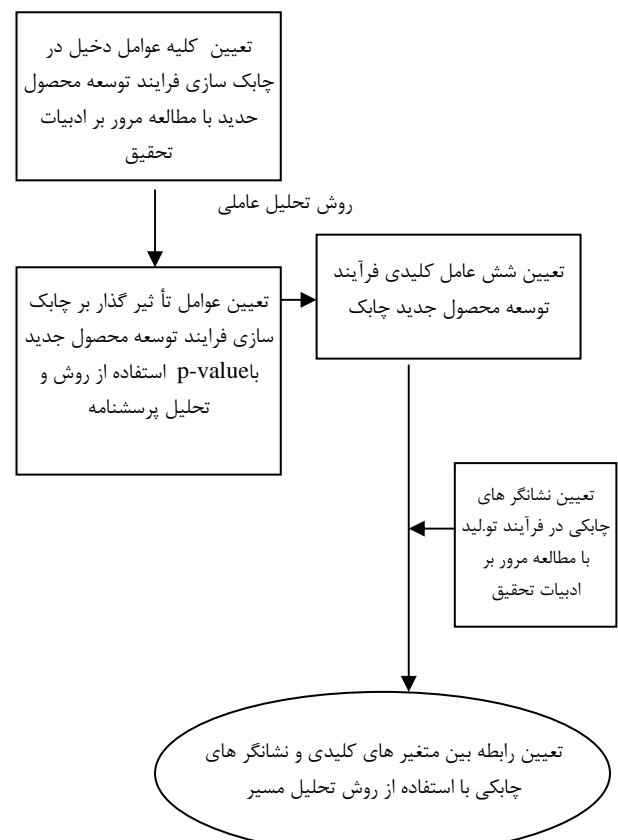 تعیین کلیه عوامل دخیل در
چابک سازی فرایند توسعه محصول
حدید با مطالعه مرور بر ادبیات
تحقیق
روش تحلیل عاملی
تعیین شش عامل کلیدی فرآیند
توسعه محصول جدید چابک
تعیین عوامل تأ ثیر گذار بر چابک
سازی فرایند توسعه محصول جدید
باp-value استفاده از روش و
تحلیل پرسشنامه
تعیین نشانگر های
چابکی در فرآیند تو.لید
با مطالعه مرور بر
ادبیات تحقیق
تعیین رابطه بین متغیر های کلیدی و نشانگر های
چابکی با استفاده از روش تحلیل مسیر